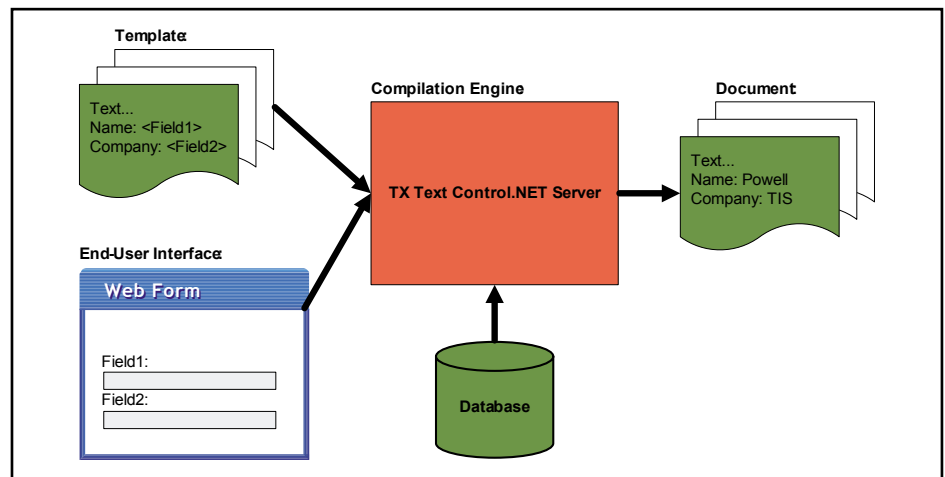 Template:
Text...
Name: <Field1>
Company: <Field2>
Compilation Engine
TX Text Control.NET Server
Document:
Text...
Name: Powell
Company: TIS
End-User Interface:
Web Form
Field1:
Field2:
Database